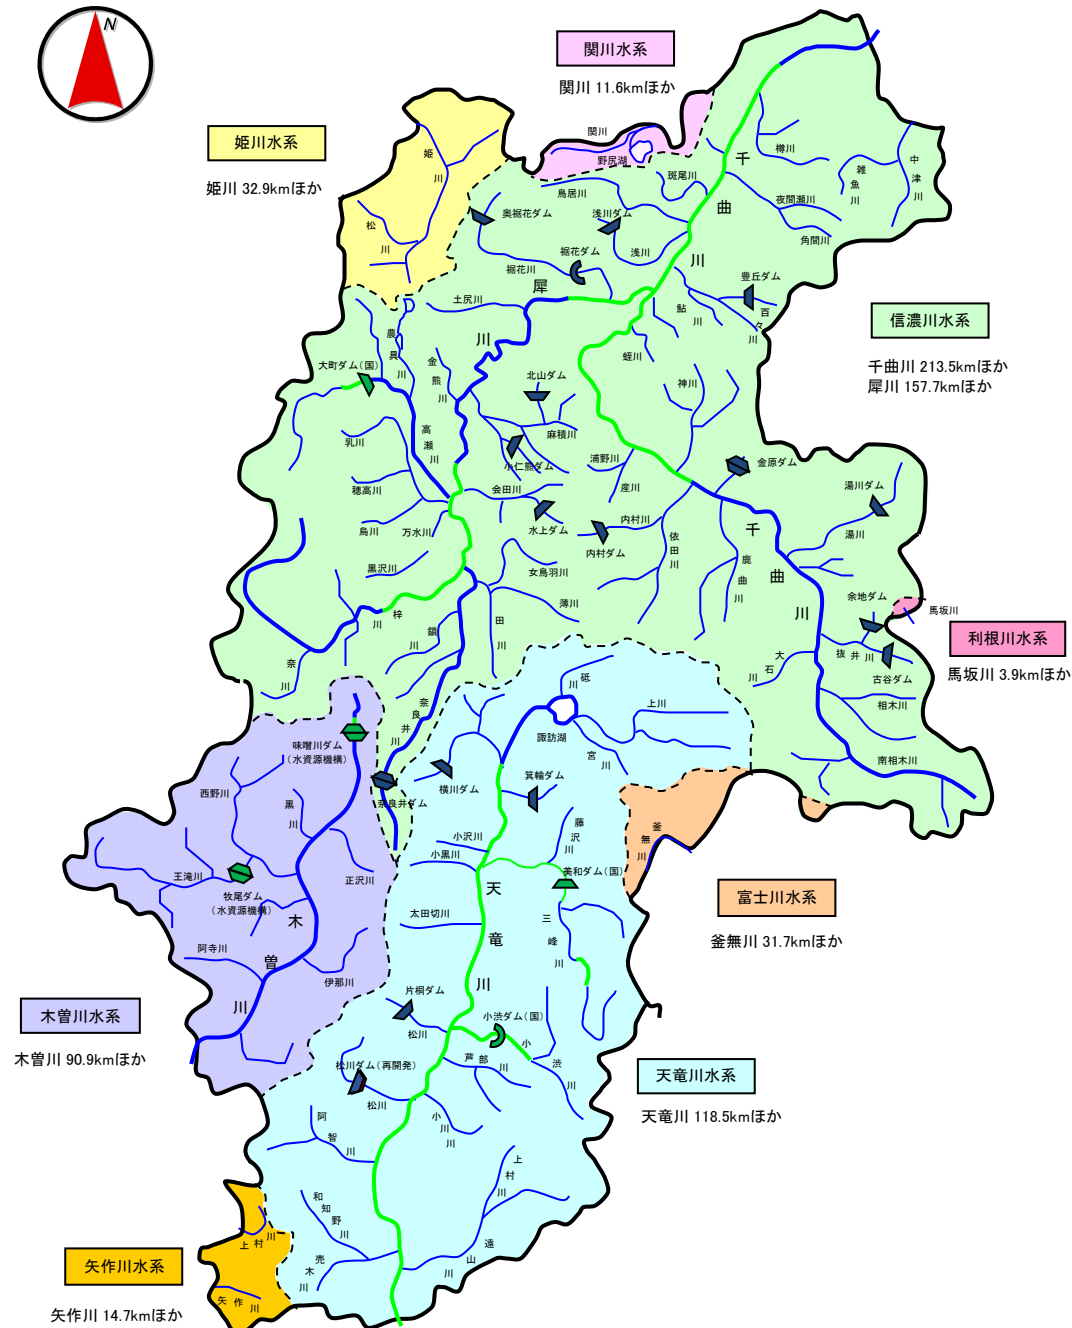 N
関川水系
関川 11.6kmほか
姫川水系
姫川 32.9kmほか
信濃川水系
千曲川 213.5kmほか
犀川 157.7kmほか
利根川水系
馬坂川 3.9kmほか
富士川水系
釜無川 31.7kmほか
木曽川水系
木曽川 90.9kmほか
天竜川水系
天竜川 118.5kmほか
矢作川水系
矢作川 14.7kmほか
関川
野尻湖
姫川
松川
斑尾川
鳥居川
奥裾花ダム
浅川ダム
浅川
裾花ダム
裾花川
千曲川
樽川
雑魚川
中津川
夜間瀬川
角間川
豊丘ダム
百々川
鮎川
土尻川
犀川
農具川
金熊川
大町ダム(国)
高瀬川
乳川
穂高川
烏川
万水川
黒沢川
北山ダム
麻積川
小仁熊ダム
会田川
水上ダム
蛭川
神川
浦野川
産川
金原ダム
内村川
内村ダム
依田川
鹿曲川
千曲川
湯川ダム
湯川
余地ダム
馬坂川
抜井川
古谷ダム
大石川
相木川
南相木川
女鳥羽川
薄川
田川
鎖川
梓川
奈川
奈良井川
奈良井ダム
味噌川ダム
(水資源機構)
西野川
黒川
王滝川
牧尾ダム
(水資源機構)
正沢川
木曽川
阿寺川
伊那川
砥川
上川
諏訪湖
宮川
横川ダム
箕輪ダム
小沢川
小黒川
藤沢川
美和ダム(国)
三峰川
太田切川
天竜川
釜無川
片桐ダム
松川
小渋ダム(国)
小渋川
芦部川
松川ダム(再開発)
松川
小川川
阿智川
和知野川
売木川
上村川
遠山川
上村川
矢作川